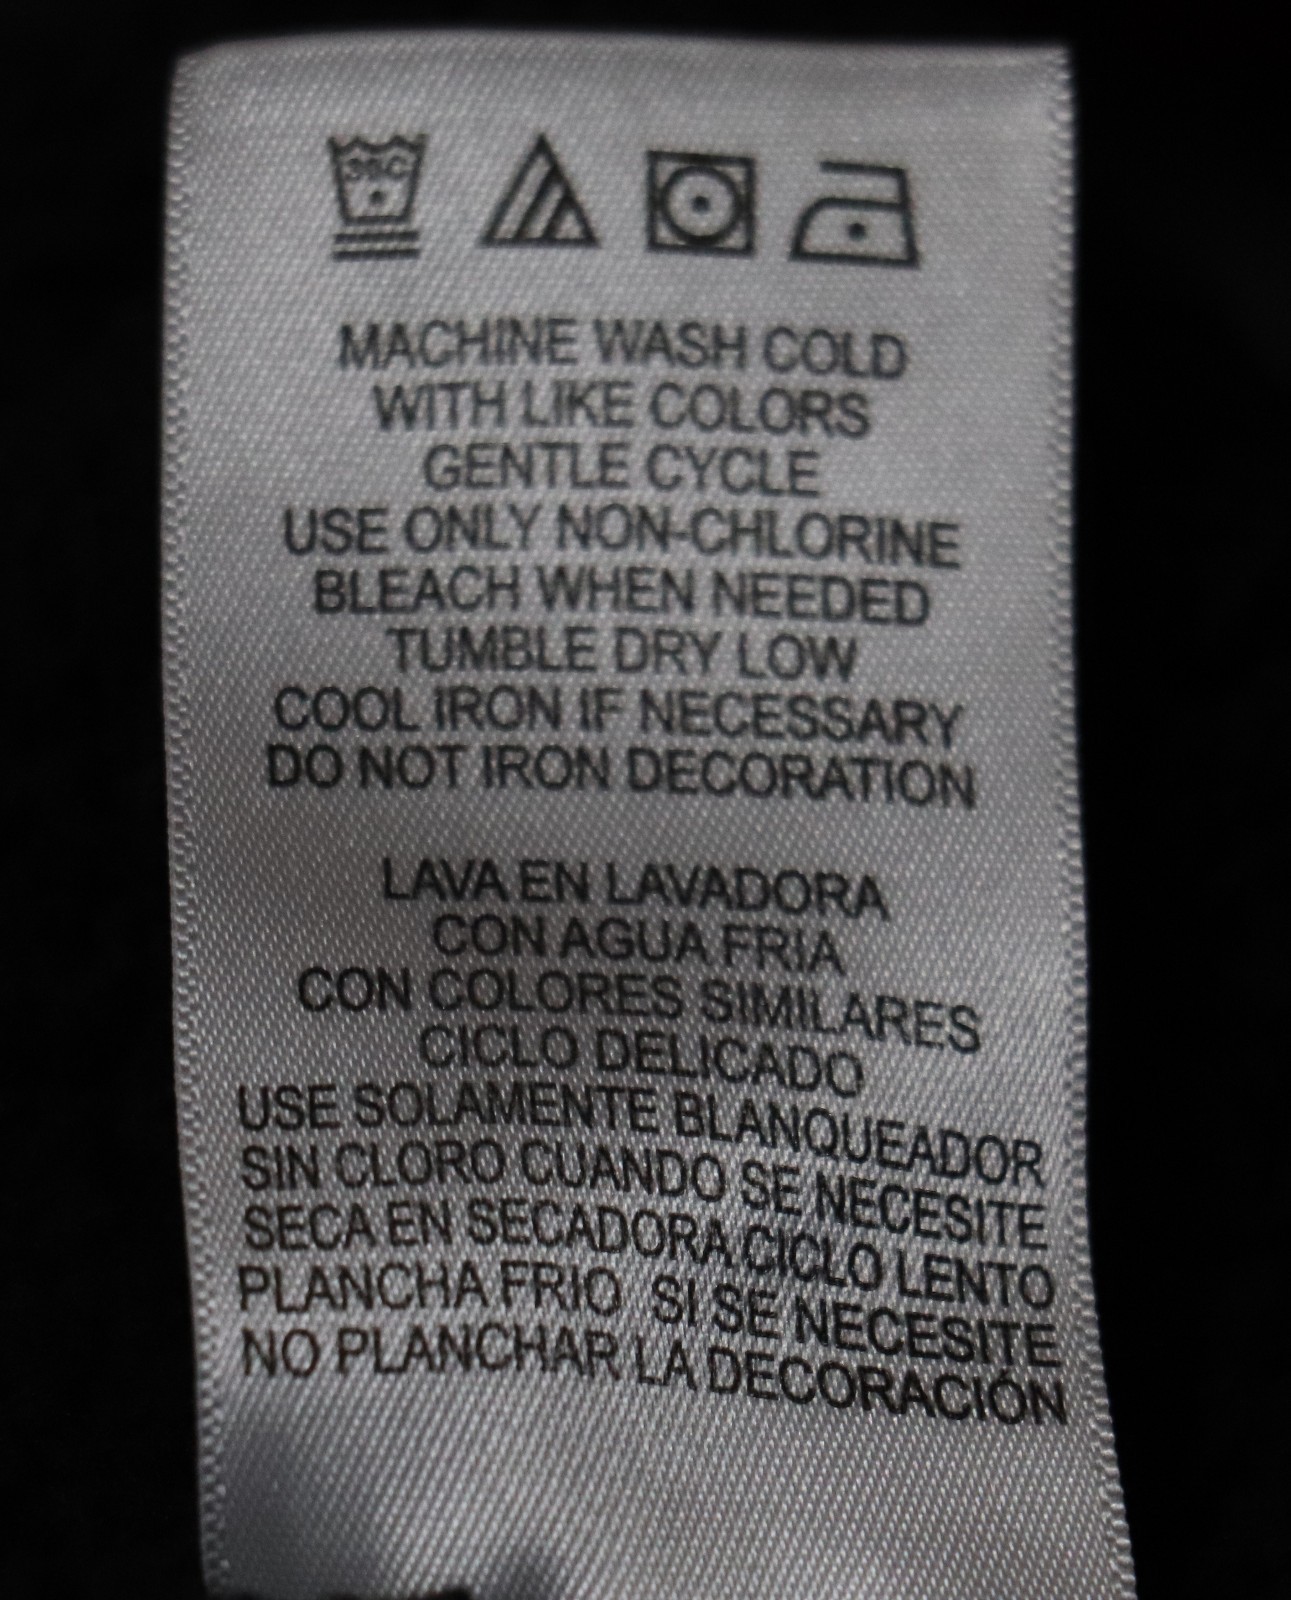 MACHINE WASH COLD
WITH LIKE COLORS
GENTLE CYCLE
USE ONLY NON-CHLORINE
BLEACH WHEN NEEDED
TUMBLE DRY LOW
COOL IRON IF NECESSARY
DO NOT IRON DECORATION
LAVA EN LAVADORA
CON AGUA FRIA
CON COLORES SIMILARES
CICLO DELICADO
USE SOLAMENTE BLANQUEADOR
SIN CLORO CUANDO SE NECESITE
SECA EN SECADORA CICLO LENTO
PLANCHA FRIO SI SE NECESITE
NO PLANCHAR LA DECORACIÓN